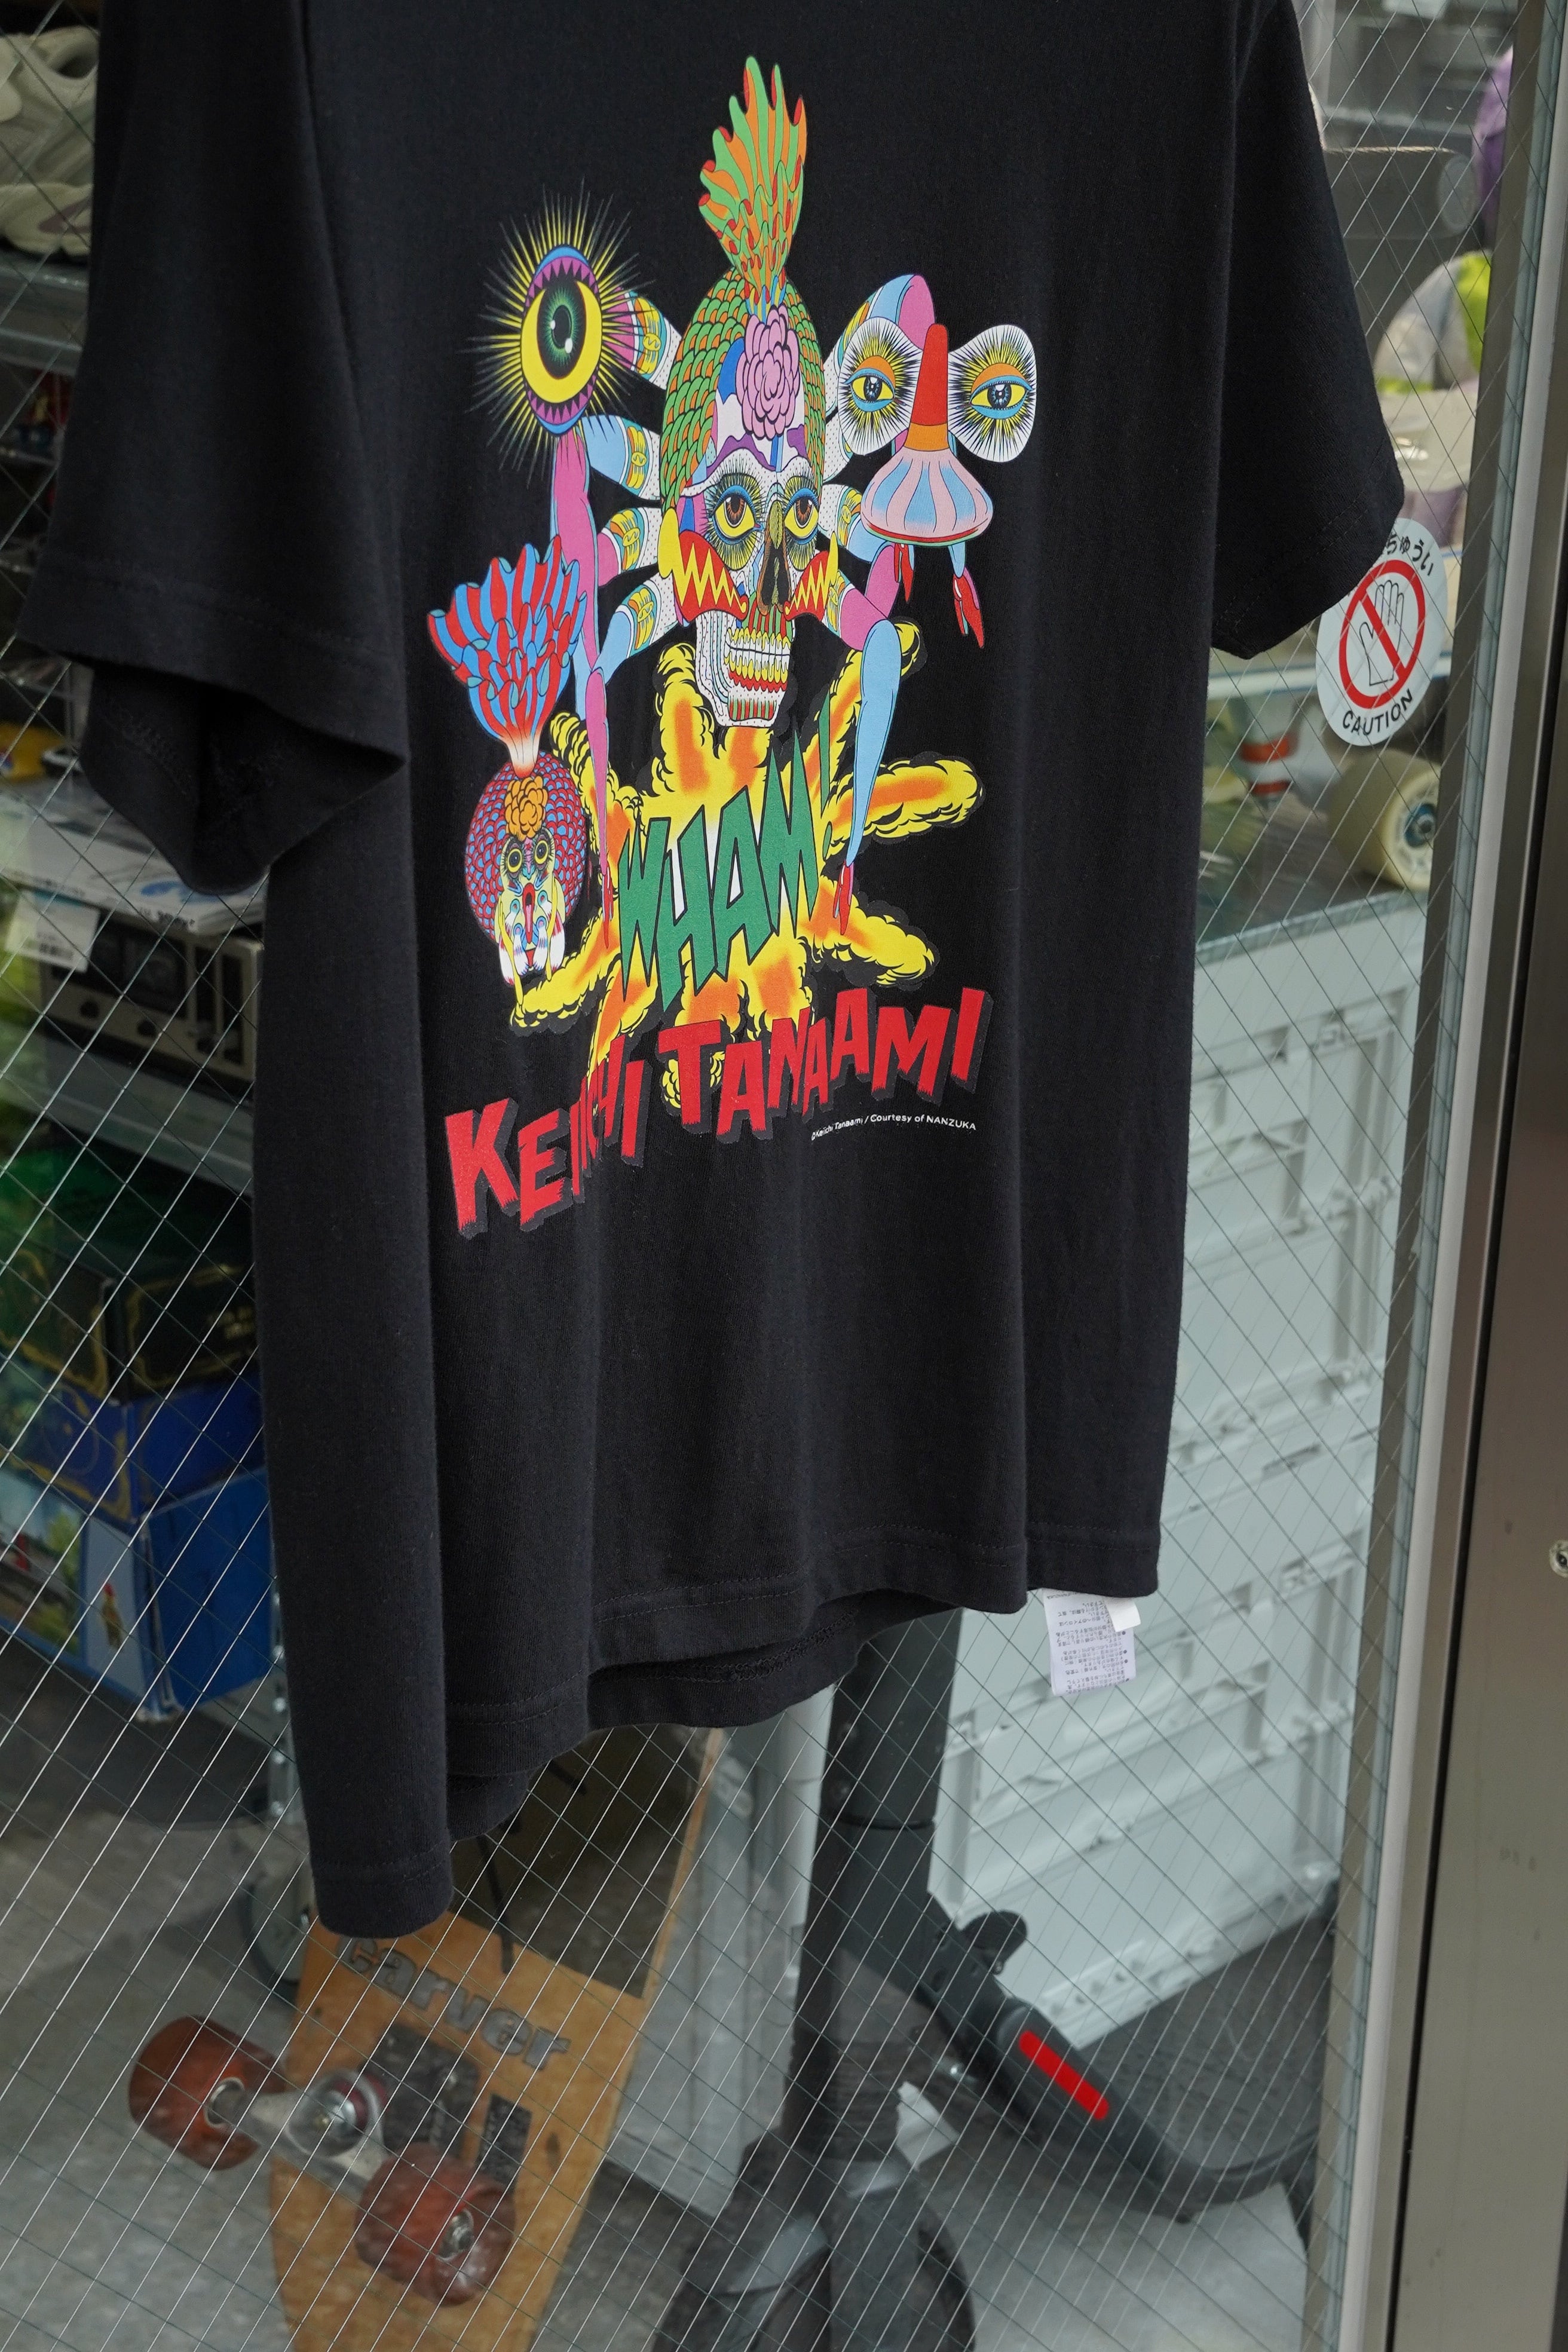 ちゅうい
CAUTION
WHAM!
KEIICHI TANAAMI
©Keiichi Tanaami / Courtesy of NANZUKA
carver